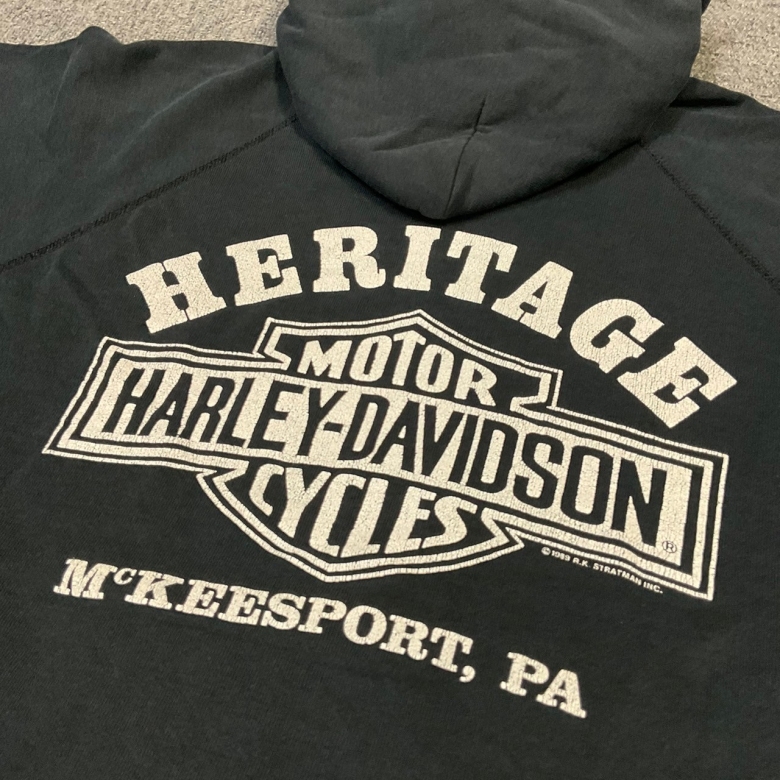 HERITAGE
MOTOR
HARLEY-DAVIDSON
CYCLES
®
© 1989 R.K. STRATMAN INC.
McKEESPORT, PA